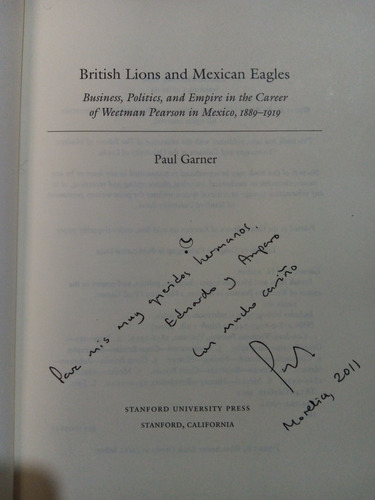 British Lions and Mexican Eagles
Business, Politics, and Empire in the Career
of Weetman Pearson in Mexico, 1889–1919
Paul Garner
Para mis muy queridos hermanos.
Eduardo y Amparo
Con mucho cariño
Morelia, 2011
STANFORD UNIVERSITY PRESS
STANFORD, CALIFORNIA